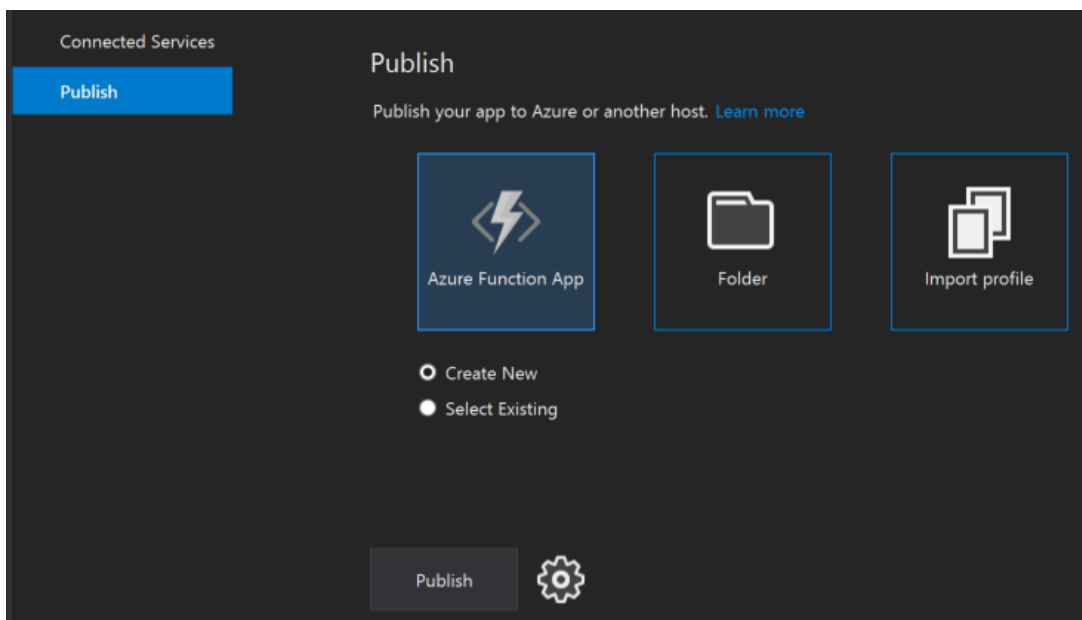 Connected Services
Publish
Publish
Publish your app to Azure or another host. Learn more
Azure Function App
Folder
Import profile
Create New
Select Existing
Publish